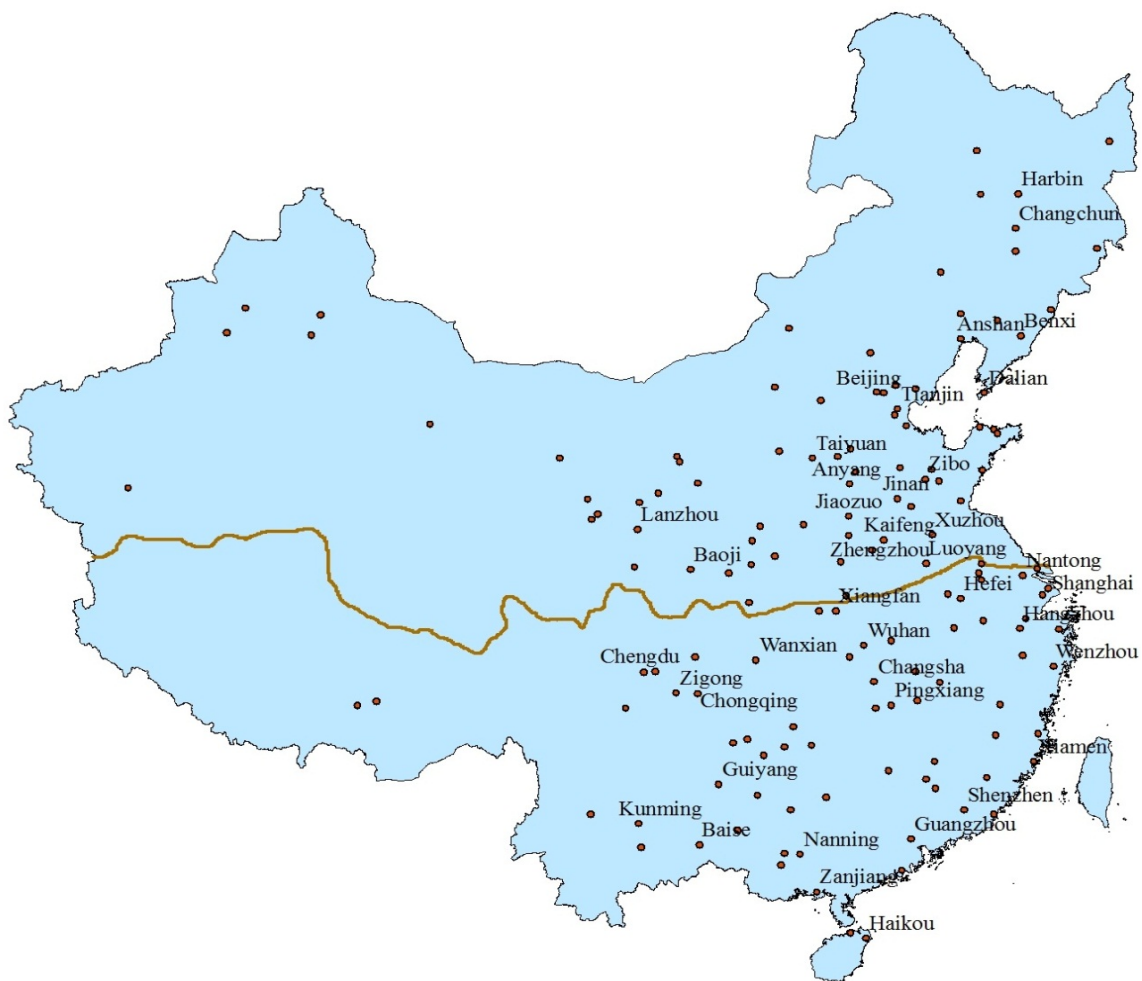 Harbin
Changchun
Anshan
Benxi
Beijing
Dalian
Tianjin
Taiyuan
Zibo
Anyang
Jinan
Jiaozuo
Lanzhou
Kaifeng
Xuzhou
Zhengzhou
Luoyang
Baoji
Nantong
Hefei
Shanghai
Xiangfan
Hangzhou
Wuhan
Wanxian
Wenzhou
Chengdu
Changsha
Zigong
Pingxiang
Chongqing
Xiamen
Guiyang
Shenzhen
Kunming
Guangzhou
Baise
Nanning
Zanjiang
Haikou